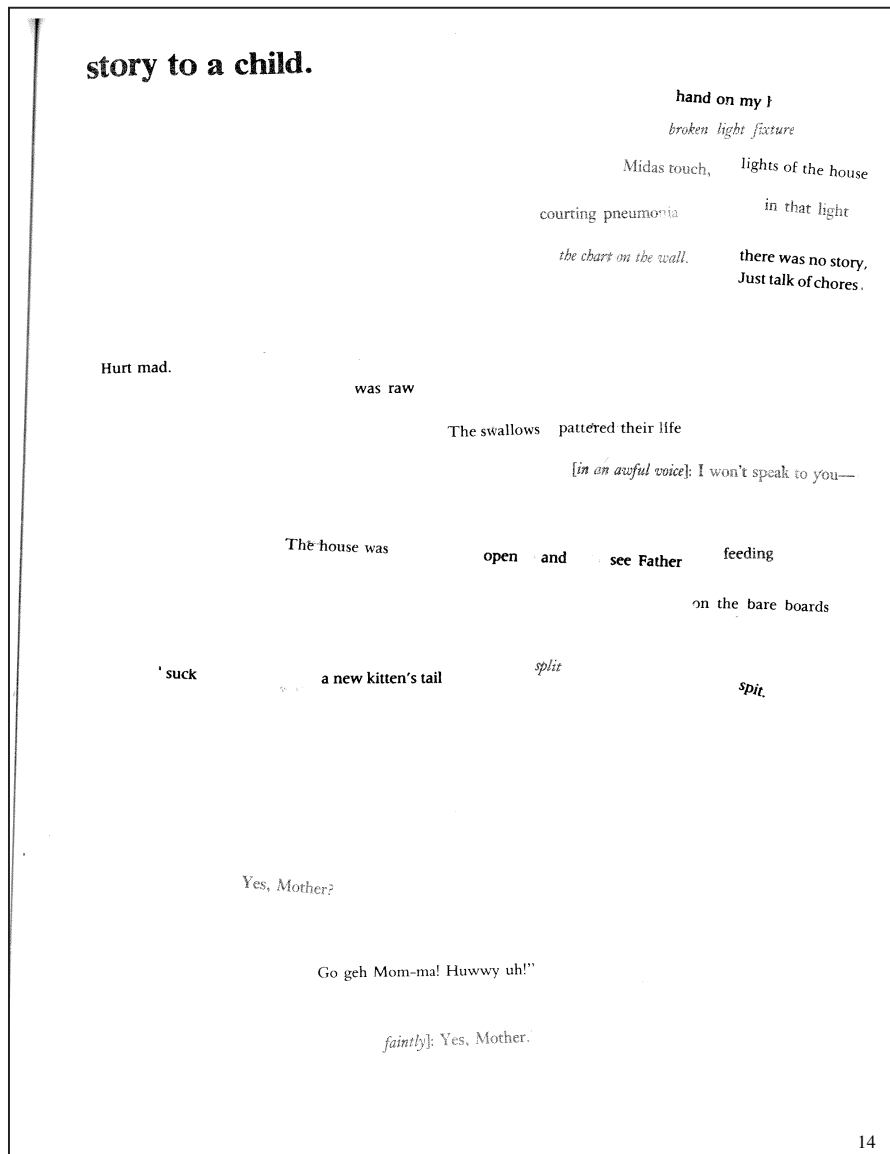 story to a child.
hand on my
broken light fixture
Midas touch, lights of the house
courting pneumonia in that light
the chart on the wall. there was no story,
Just talk of chores.
Hurt mad.
was raw
The swallows pattered their life
[in an awful voice]: I won't speak to you—
The house was open and see Father feeding
on the bare boards
suck a new kitten's tail split spit.
Yes, Mother?
Go geh Mom-ma! Huwwy uh!”
faintly]: Yes, Mother.
14